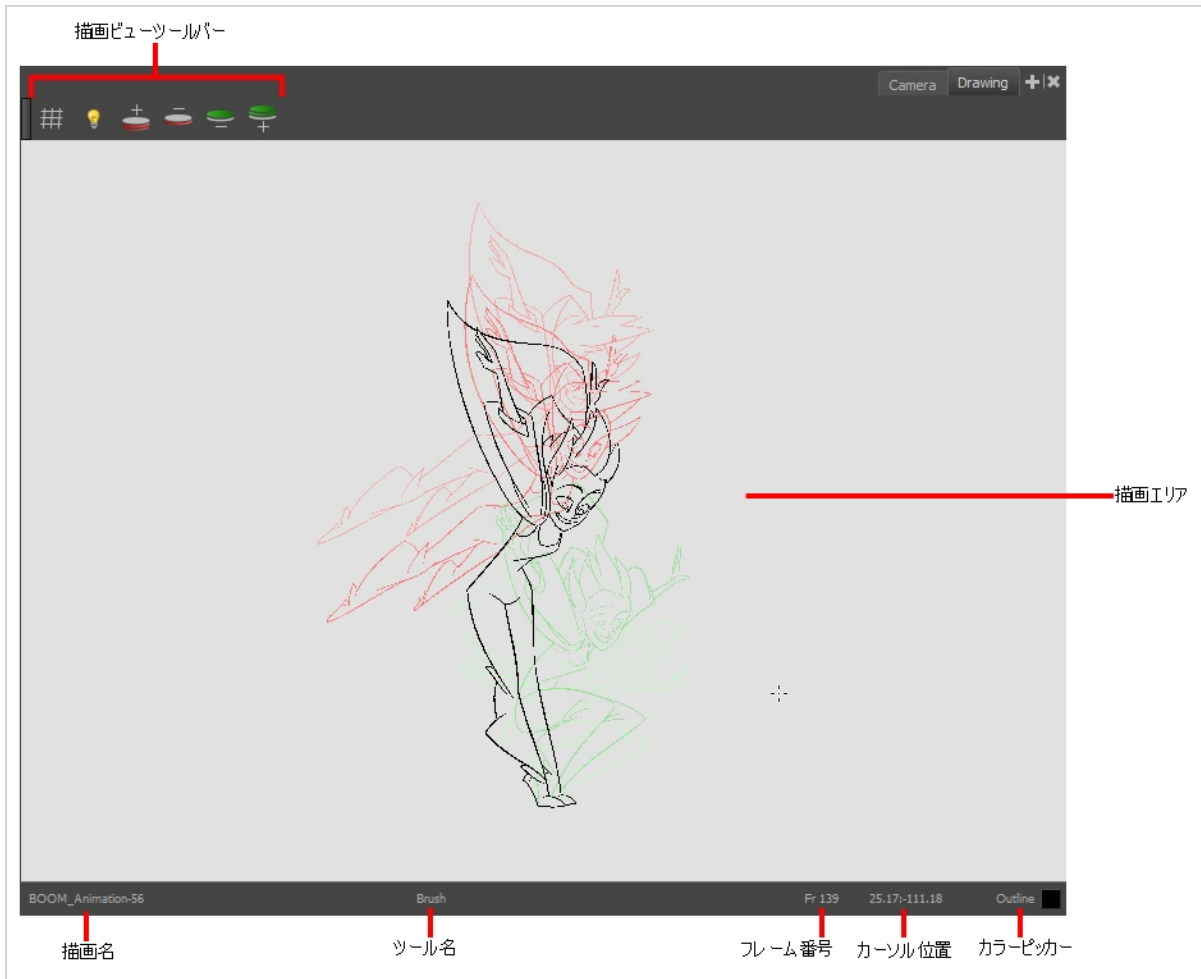 描画ビューツールバー
Camera
Drawing
描画エリア
BOOM_Animation-56
Brush
Fr 139
25.17:-111.18
Outline
描画名
ツール名
フレーム番号
カーソル位置
カラーピッカー